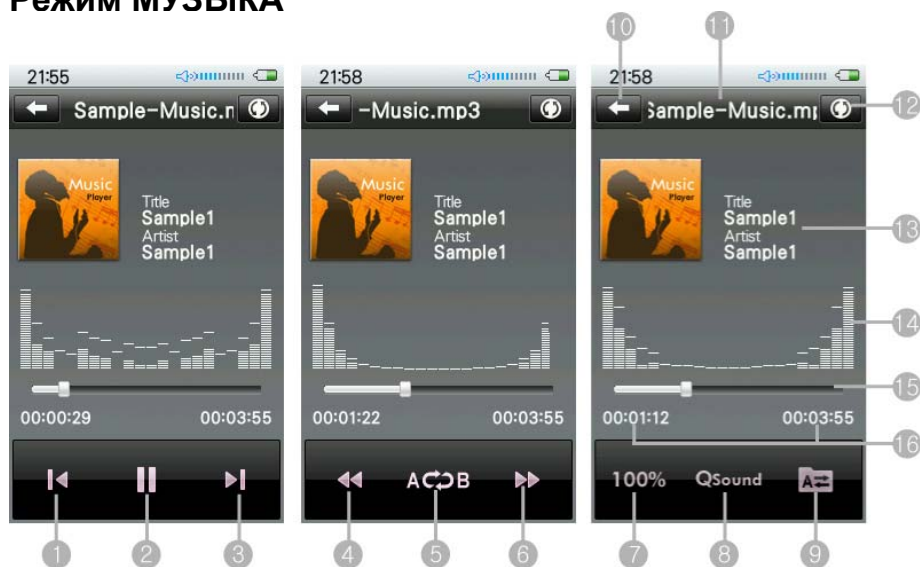 Режим МУЗЫКА
10 11
21:55
Sample-Music.m
Music
Player
Title
Sample1
Artist
Sample1
00:00:29 00:03:55
1 2 3
21:58
-Music.mp3
Music
Player
Title
Sample1
Artist
Sample1
00:01:22 00:03:55
A B
4 5 6
21:58
Sample-Music.mp
12
Music
Player
Title
Sample1
Artist
Sample1
13
14
15
00:01:12 00:03:55
16
100% QSound A
7 8 9